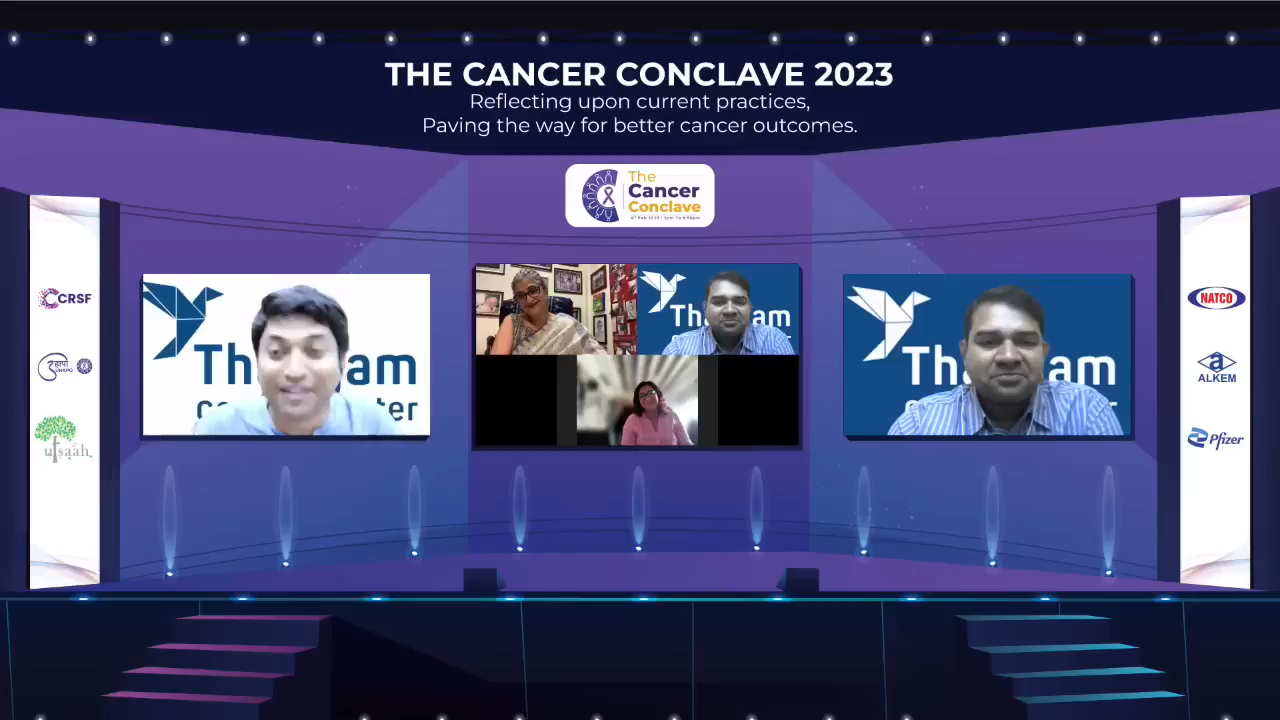 THE CANCER CONCLAVE 2023
Reflecting upon current practices,
Paving the way for better cancer outcomes.
The
Cancer
Conclave
CRSF
utsaah
NATCO
ALKEM
Pfizer